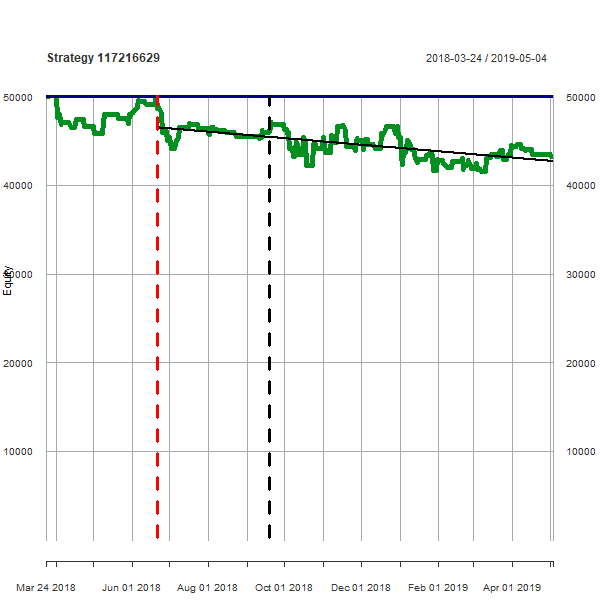 Strategy 117216629
2018-03-24 / 2019-05-04
50000
50000
40000
40000
30000
30000
20000
20000
10000
10000
Equity
Mar 24 2018
Jun 01 2018
Aug 01 2018
Oct 01 2018
Dec 01 2018
Feb 01 2019
Apr 01 2019